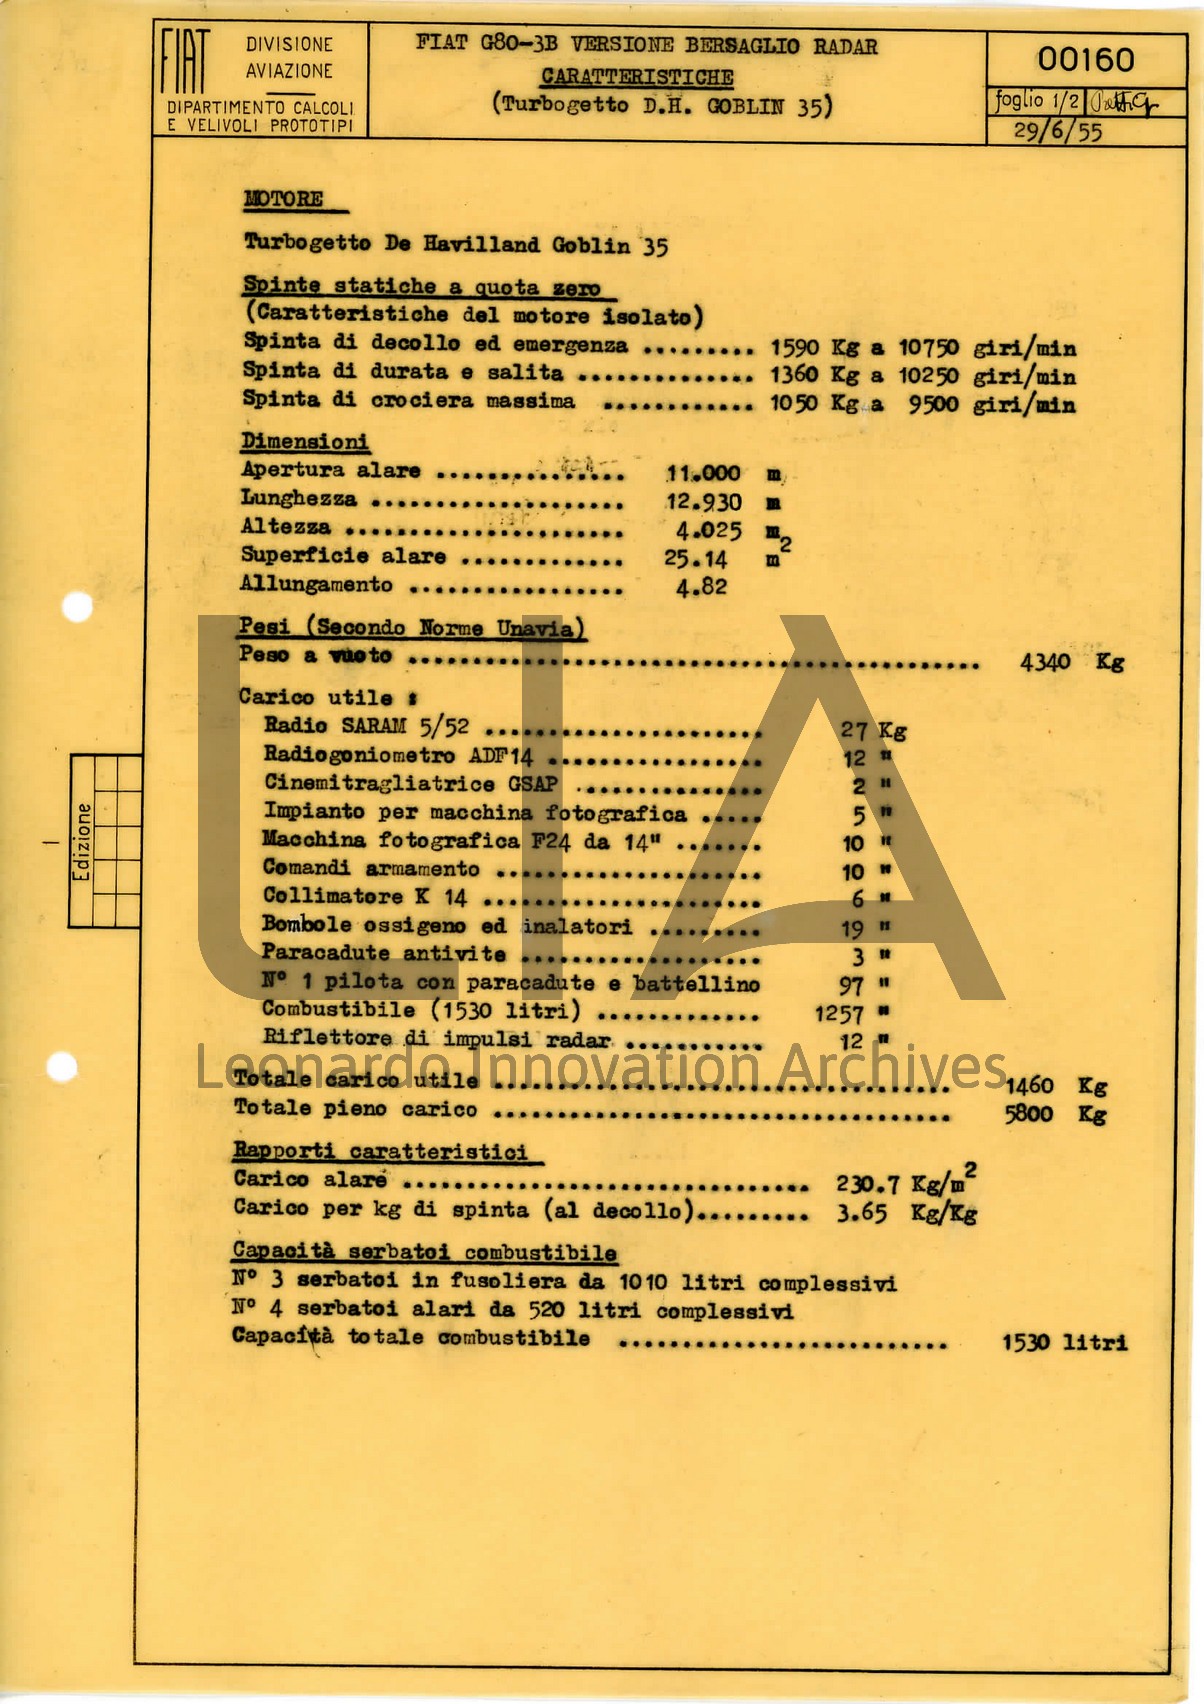 FIAT
DIVISIONE
AVIAZIONE
DIPARTIMENTO CALCOLI
E VELIVOLI PROTOTIPI
FIAT G80-3B VERSIONE BERSAGLIO RADAR
CARATTERISTICHE
(Turbogetto D.H. GOBLIN 35)
00160
foglio 1/2
29/6/55
MOTORE
Turbogetto De Havilland Goblin 35
Spinte statiche a quota zero
(Caratteristiche del motore isolato)
Spinta di decollo ed emergenza ......... 1590 Kg a 10750 giri/min
Spinta di durata e salita .............. 1360 Kg a 10250 giri/min
Spinta di crociera massima ............ 1050 Kg a 9500 giri/min
Dimensioni
Apertura alare ............... 11.000 m
Lunghezza .................... 12.930 m
Altezza ...................... 4.025 m
Superficie alare ............. 25.14 m2
Allungamento ................. 4.82
Pesi (Secondo Norme Unavia)
Peso a vuoto ............................................. 4340 Kg
Carico utile :
Radio SARAM 5/52 ...................... 27 Kg
Radiogoniometro ADF14 ................. 12 "
Cinemitragliatrice GSAP ............... 2 "
Impianto per macchina fotografica ..... 5 "
Macchina fotografica F24 da 14" ....... 10 "
Comandi armamento ..................... 10 "
Collimatore K 14 ...................... 6 "
Bombole ossigeno ed inalatori ......... 19 "
Paracadute antivite ................... 3 "
N° 1 pilota con paracadute e battellino 97 "
Combustibile (1530 litri) ............. 1257 "
Riflettore di impulsi radar ........... 12 "
Totale carico utile .................................... 1460 Kg
Totale pieno carico .................................... 5800 Kg
Rapporti caratteristici
Carico alare ................................ 230.7 Kg/m2
Carico per kg di spinta (al decollo)......... 3.65 Kg/Kg
Capacità serbatoi combustibile
N° 3 serbatoi in fusoliera da 1010 litri complessivi
N° 4 serbatoi alari da 520 litri complessivi
Capacità totale combustibile .......................... 1530 litri
Edizione
1
LIA
Leonardo Innovation Archives